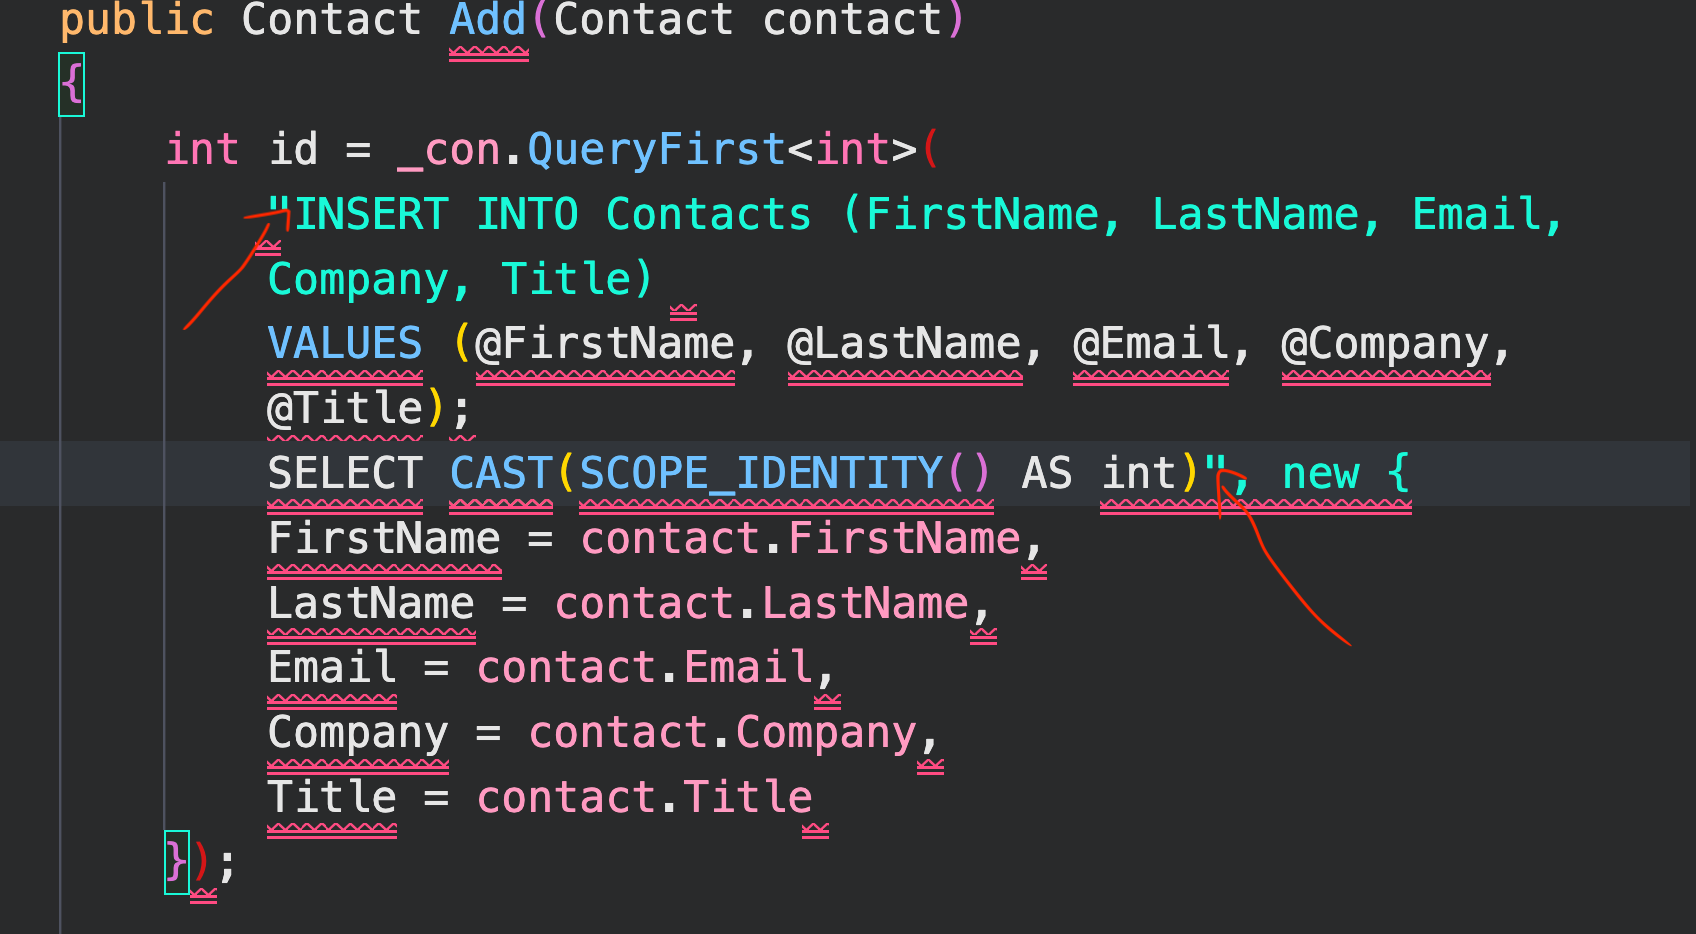 public Contact Add(Contact contact)
{
int id = _con.QueryFirst<int>(
"INSERT INTO Contacts (FirstName, LastName, Email,
Company, Title)
VALUES (@FirstName, @LastName, @Email, @Company,
@Title);
SELECT CAST(SCOPE_IDENTITY() AS int)", new {
FirstName = contact.FirstName,
LastName = contact.LastName,
Email = contact.Email,
Company = contact.Company,
Title = contact.Title
});